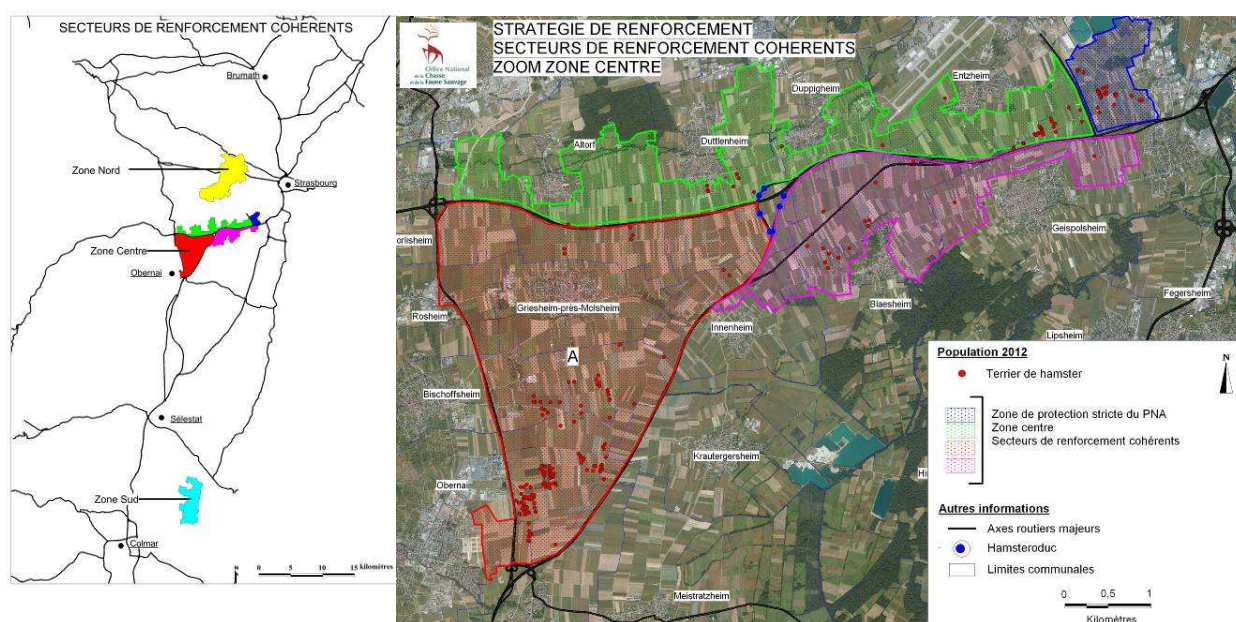 SECTEURS DE RENFORCEMENT COHERENTS
Brumath
Zone Nord
Strasbourg
Zone Centre
Obernai
Sélestat
Zone Sud
Colmar
N
0 5 10 15 kilomètres
Office National
de la Chasse
et de la Faune Sauvage
STRATEGIE DE RENFORCEMENT
SECTEURS DE RENFORCEMENT COHERENTS
ZOOM ZONE CENTRE
Entzheim
Duppigheim
Duttlenheim
Altorf
orlisheim
Geispolsheim
Griesheim-près-Molsheim
Rosheim
Innenheim
Blaesheim
Fegersheim
Lipsheim
A
Bischoffsheim
Krautergersheim
Obernai
Hi
Meistratzheim
Population 2012
N
Terrier de hamster
Zone de protection stricte du PNA
Zone centre
Secteurs de renforcement cohérents
Autres informations
Axes routiers majeurs
Hamsteroduc
Limites communales
0 0,5 1
Kilomètres